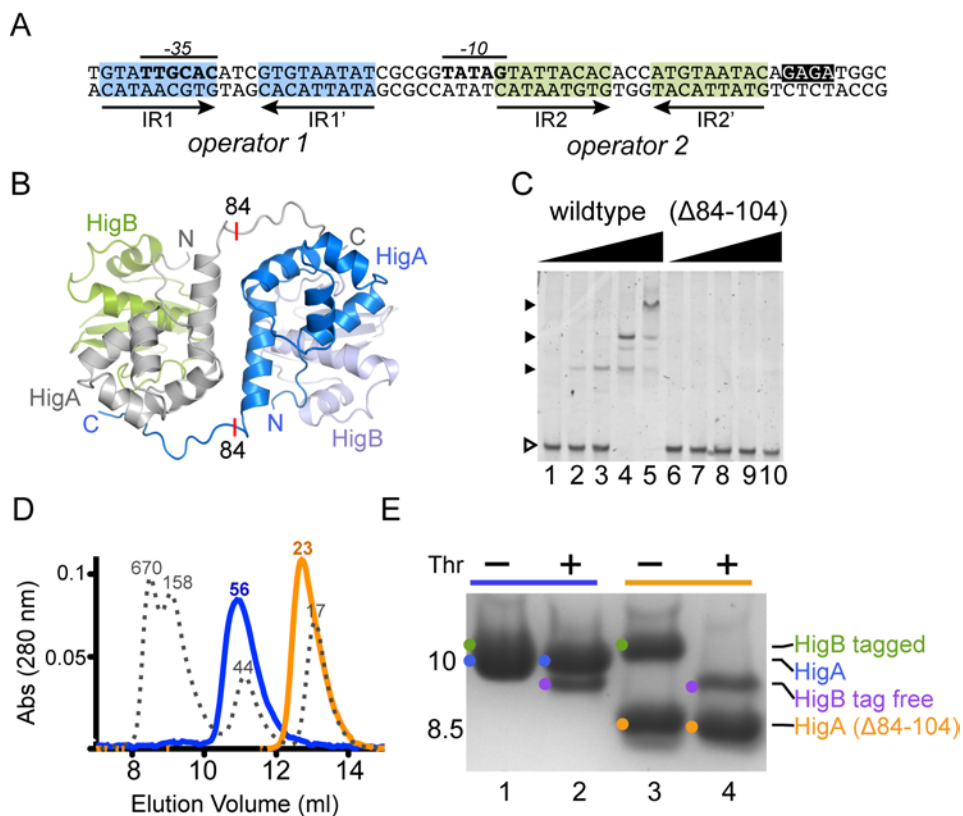 A
-35
-10
TGTATTGCACATCGTGTAATATCGCGGTATAGTATTACACACCATGTAATACAGAGATGGC
ACATAACGTGTAGCACATTATAGCGCCATATCATAATGTGTGGTACATTATGTCTCTACCG
IR1
IR1'
IR2
IR2'
operator 1
operator 2
B
HigB
N
84
C
HigA
HigA
C
84
N
HigB
C
wildtype
(Δ84-104)
1 2 3 4 5 6 7 8 9 10
D
Abs (280 nm)
0.1
0.05
670
158
56
44
23
17
8 10 12 14
Elution Volume (ml)
E
Thr − + − +
10
8.5
HigB tagged
HigA
HigB tag free
HigA (Δ84-104)
1 2 3 4